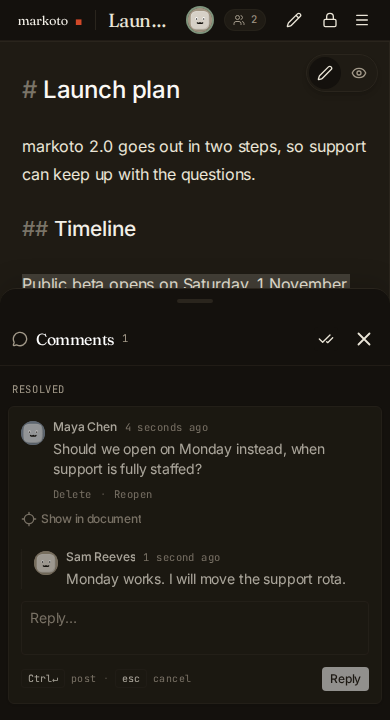 markoto
Laun...
2
# Launch plan
markoto 2.0 goes out in two steps, so support
can keep up with the questions.
## Timeline
Public beta opens on Saturday, 1 November
Comments 1
RESOLVED
Maya Chen 4 seconds ago
Should we open on Monday instead, when
support is fully staffed?
Delete · Reopen
Show in document
Sam Reeves 1 second ago
Monday works. I will move the support rota.
Reply...
Ctrl↵ post · esc cancel
Reply